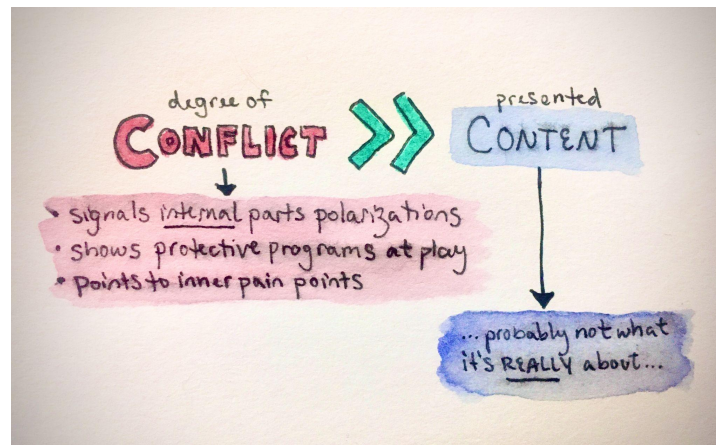 degree of
CONFLICT >> presented
CONTENT
• signals internal parts polarizations
• shows protective programs at play
• points to inner pain points
...probably not what
it's REALLY about...